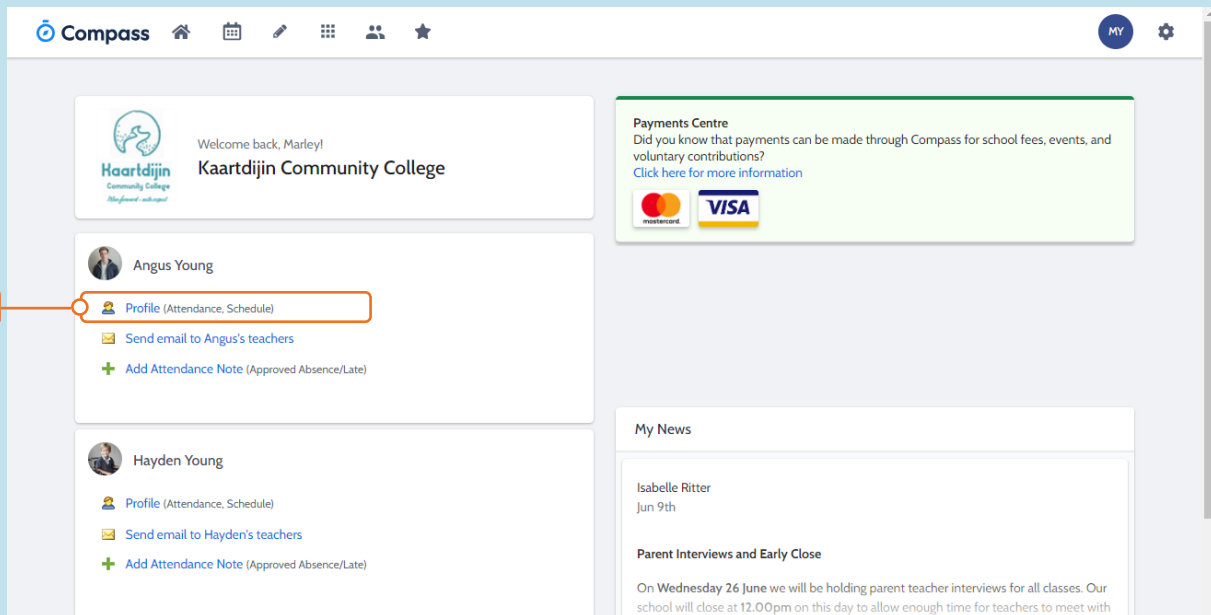 Compass
MY
Kaartdijin
Community College
Welcome back, Marley!
Kaartdijin Community College
Angus Young
Profile (Attendance, Schedule)
Send email to Angus's teachers
Add Attendance Note (Approved Absence/Late)
Hayden Young
Profile (Attendance, Schedule)
Send email to Hayden's teachers
Add Attendance Note (Approved Absence/Late)
Payments Centre
Did you know that payments can be made through Compass for school fees, events, and
voluntary contributions?
Click here for more information
mastercard.
VISA
My News
Isabelle Ritter
Jun 9th
Parent Interviews and Early Close
On Wednesday 26 June we will be holding parent teacher interviews for all classes. Our
school will close at 12.00pm on this day to allow enough time for teachers to meet with